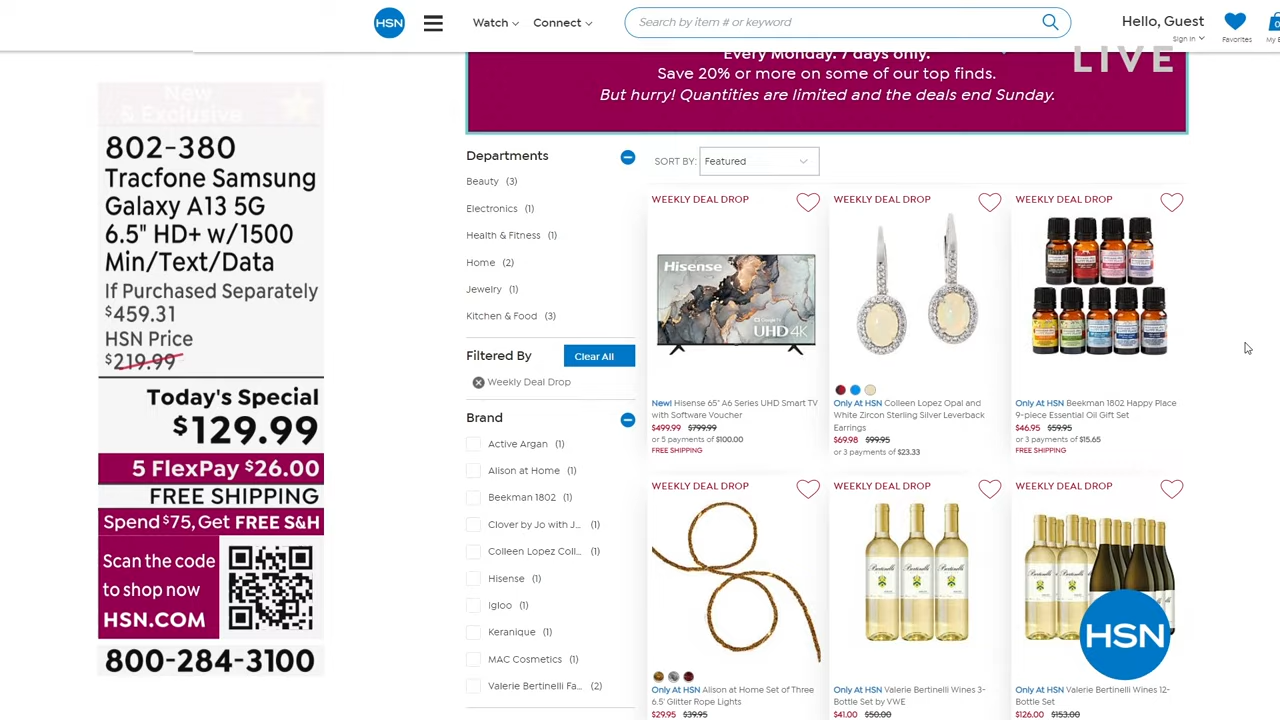 HSN
Watch
Connect
Search by item # or keyword
Hello, Guest
Sign In
Favorites
Every Monday. 7 days only.
Save 20% or more on some of our top finds.
But hurry! Quantities are limited and the deals end Sunday.
LIVE
New
& Exclusive
802-380
Tracfone Samsung
Galaxy A13 5G
6.5" HD+ w/1500
Min/Text/Data
If Purchased Separately
$459.31
HSN Price
$219.99
Today's Special
$129.99
5 FlexPay $26.00
FREE SHIPPING
Spend $75, Get FREE S&H
Scan the code
to shop now
HSN.COM
800-284-3100
Departments
Beauty (3)
Electronics (1)
Health & Fitness (1)
Home (2)
Jewelry (1)
Kitchen & Food (3)
Filtered By
Clear All
Weekly Deal Drop
Brand
Active Argan (1)
Alison at Home (1)
Beekman 1802 (1)
Clover by Jo with J... (1)
Colleen Lopez Coll... (1)
Hisense (1)
Igloo (1)
Keranique (1)
MAC Cosmetics (1)
Valerie Bertinelli Fa... (2)
SORT BY: Featured
WEEKLY DEAL DROP
Hisense
UHD 4K
New! Hisense 65" A6 Series UHD Smart TV
with Software Voucher
$499.99 $799.99
or 5 payments of $100.00
FREE SHIPPING
WEEKLY DEAL DROP
Only At HSN Colleen Lopez Opal and
White Zircon Sterling Silver Leverback
Earrings
$69.98 $99.95
or 3 payments of $23.33
WEEKLY DEAL DROP
Only At HSN Beekman 1802 Happy Place
9-piece Essential Oil Gift Set
$46.95 $59.95
or 3 payments of $15.65
FREE SHIPPING
WEEKLY DEAL DROP
Only At HSN Alison at Home Set of Three
6.5' Glitter Rope Lights
$29.95 $39.95
WEEKLY DEAL DROP
Bertinelli
Bertinelli
Bertinelli
Only At HSN Valerie Bertinelli Wines 3-
Bottle Set by VWE
$41.00 $50.00
WEEKLY DEAL DROP
Only At HSN Valerie Bertinelli Wines 12-
Bottle Set
$126.00 $153.00
HSN